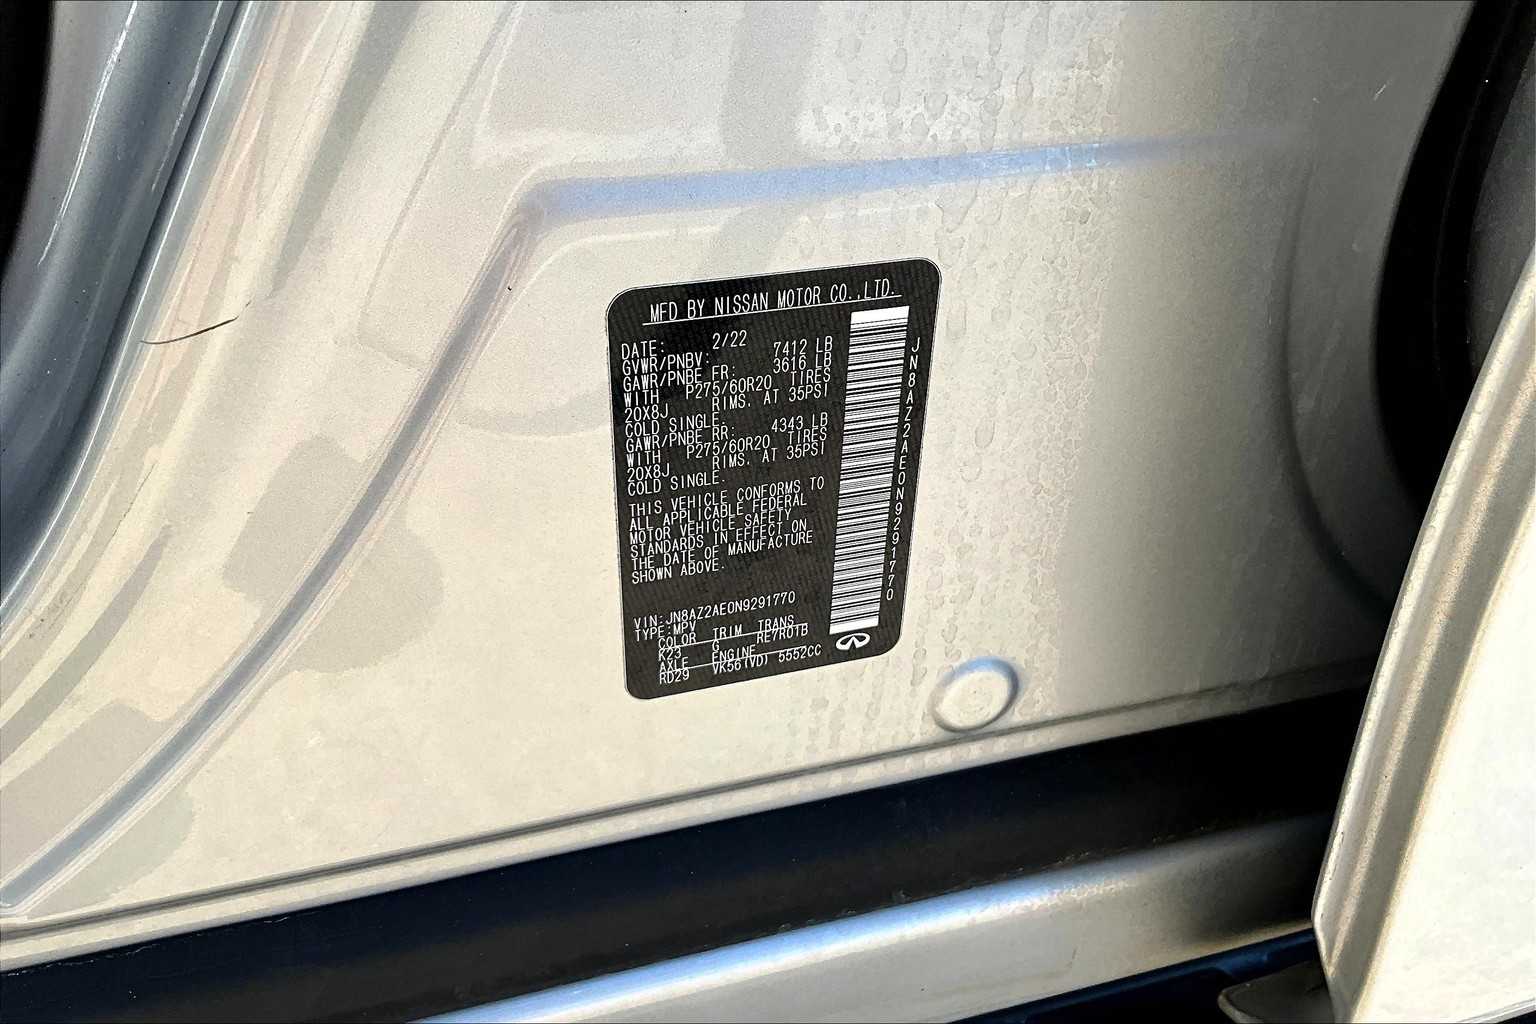 MFD BY NISSAN MOTOR CO.,LTD.
DATE: 2/22
GVWR/PNBV: 7412 LB
GAWR/PNBE FR: 3616 LB
WITH P275/60R20 TIRES
20X8J RIMS, AT 35PSI
COLD SINGLE.
GAWR/PNBE RR: 4343 LB
WITH P275/60R20 TIRES
20X8J RIMS, AT 35PSI
COLD SINGLE.
THIS VEHICLE CONFORMS TO
ALL APPLICABLE FEDERAL
MOTOR VEHICLE SAFETY
STANDARDS IN EFFECT ON
THE DATE OF MANUFACTURE
SHOWN ABOVE.
VIN:JN8AZ2AE0N9291770
TYPE:MPV
COLOR TRIM TRANS
K23 G RE7R01B
AXLE ENGINE
RD29 VK56(VD) 5552CC
JN8AZ2AE0N9291770